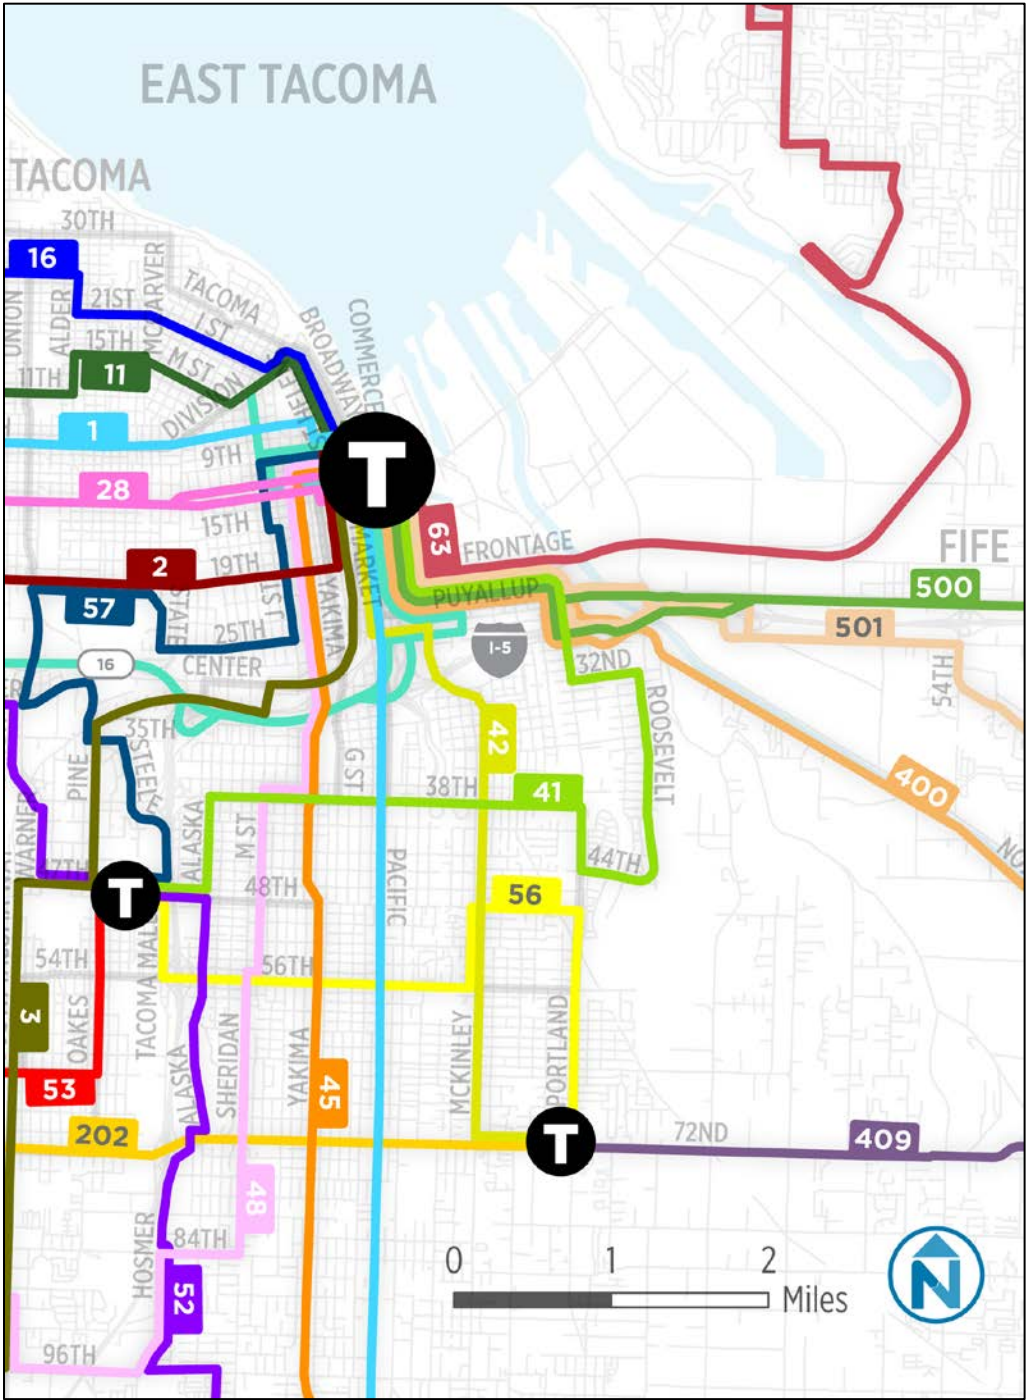 EAST TACOMA
TACOMA
30TH
16
MCCARVER
TACOMA
UNION
ALDER
21ST
I ST
BROADWAY
COMMERCE
15TH
M ST
11TH
11
DIVISION
1
9TH
T
28
15TH
63
FRONTAGE
FIFE
MARKET
2
19TH
500
57
STATE
YAKIMA
PUYALLUP
501
25TH
I-5
16
CENTER
32ND
54TH
35TH
ROOSEVELT
42
PINE
STEELE
G ST
38TH
41
400
WARNER
ALASKA
M ST
47TH
44TH
T
48TH
PACIFIC
56
54TH
56TH
3
OAKES
TACOMA MALL
PORTLAND
SHERIDAN
YAKIMA
MCKINLEY
53
ALASKA
45
202
T
72ND
409
48
HOSMER
84TH
0 1 2
Miles
N
52
96TH